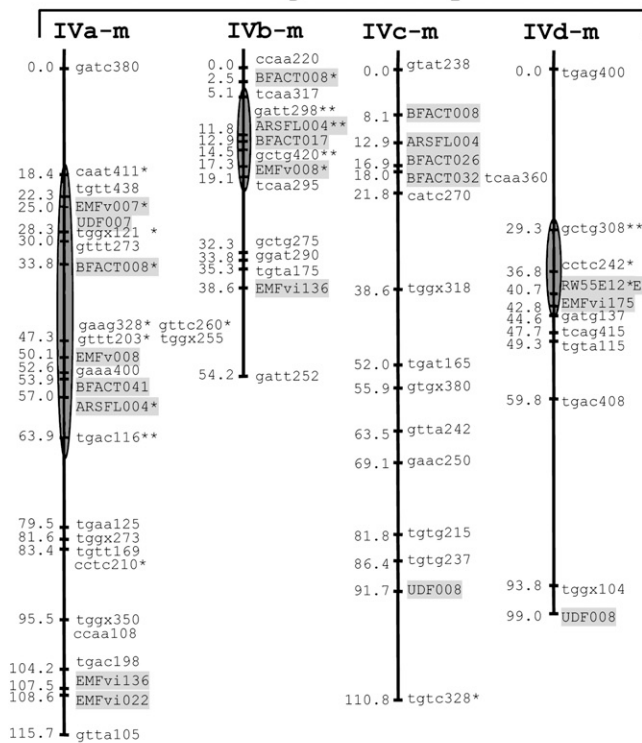 IVa-m
0.0 gatc380
18.4 caat411*
tgtt438
22.3
25.0 EMFv007*
UDF007
28.3 tggx121 *
30.0 gttt273
33.8 BFACT008*
gaag328* gttc260*
47.3 gttt203* tggx255
50.1 EMFv008
52.6 gaaa400
53.9 BFACT041
57.0
ARSFL004*
63.9 tgac116**
79.5 tgaa125
81.6 tggx273
83.4 tgtt169
cctc210*
95.5 tggx350
ccaa108
104.2 tgac198
107.5 EMFvi136
108.6 EMFvi022
115.7 gtta105
IVb-m
0.0 ccaa220
2.5 BFACT008*
5.1 tcaa317
gatt298**
11.8 ARSFL004**
12.9 BFACT017
14.5 gctg420**
17.3 EMFv008*
19.1 tcaa295
32.3 gctg275
33.8 ggat290
35.3 tgta175
38.6 EMFvi136
54.2 gatt252
IVc-m
0.0 gtat238
8.1 BFACT008
12.9 ARSFL004
16.9 BFACT026
18.0 BFACT032 tcaa360
21.8 catc270
38.6 tggx318
52.0 tgat165
55.9 gtgx380
63.5 gtta242
69.1 gaac250
81.8 tgtg215
86.4 tgtg237
91.7 UDF008
110.8 tgtc328*
IVd-m
0.0 tgag400
29.3 gctg308**
36.8 cctc242*
40.7 RW55E12*E
42.8 EMFvi175
44.6 gatg137
47.7 tcag415
49.3 tgta115
59.8 tgac408
93.8 tggx104
99.0 UDF008